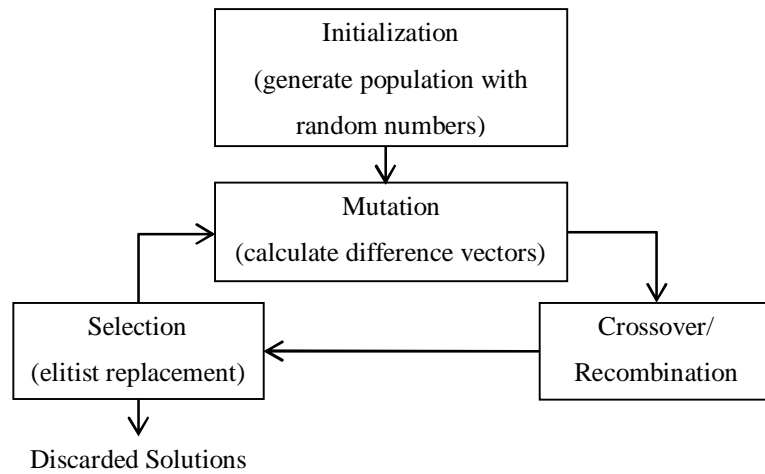 Initialization
(generate population with
random numbers)
Mutation
(calculate difference vectors)
Selection
(elitist replacement)
Crossover/
Recombination
Discarded Solutions